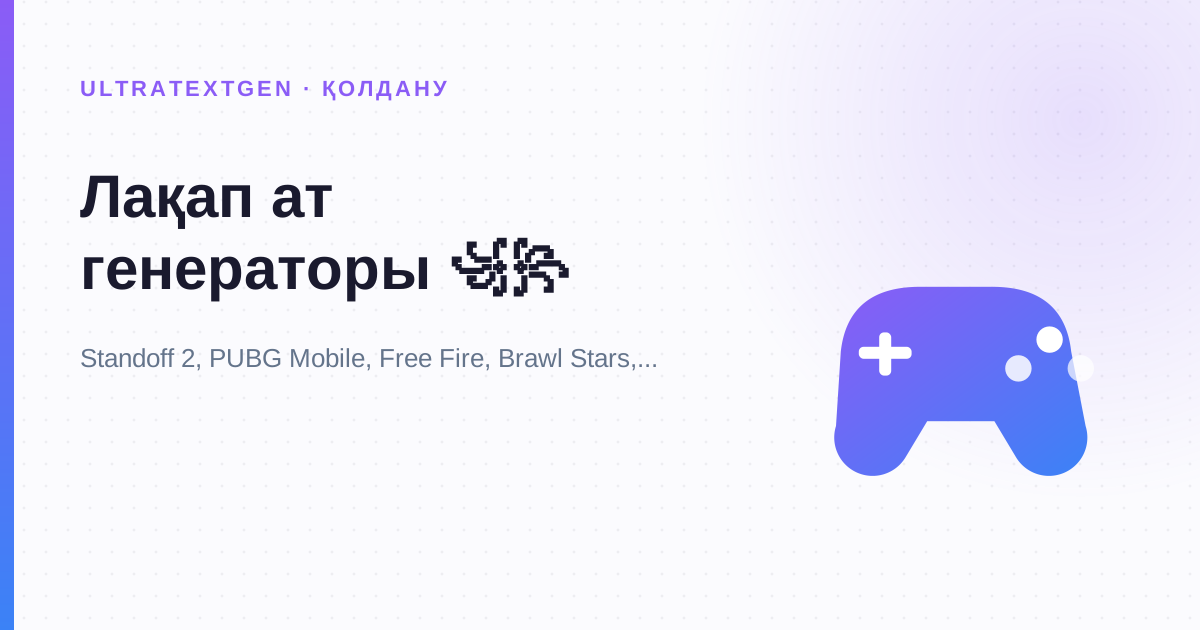 ULTRATEXTGEN · ҚОЛДАНУ
Лақап ат
генераторы ꧁꧂
Standoff 2, PUBG Mobile, Free Fire, Brawl Stars,...